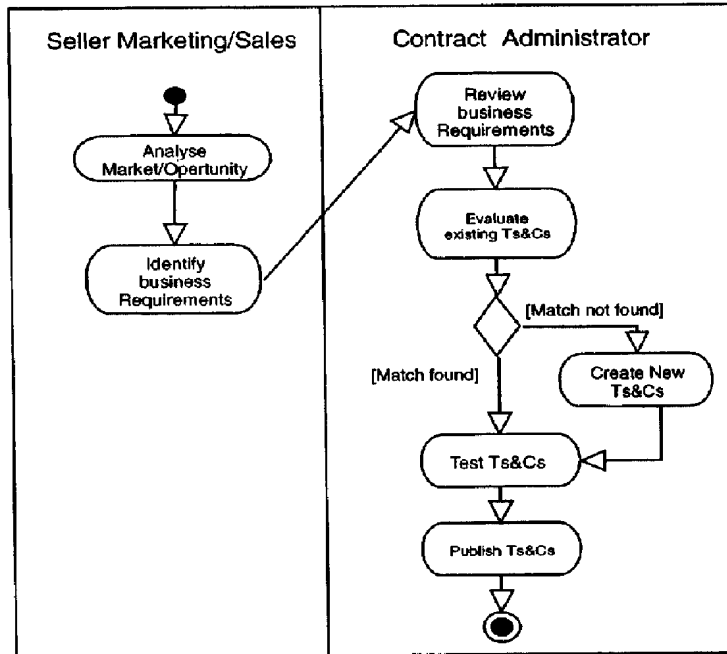 Seller Marketing/Sales
Analyse
Market/Opertunity
Identify
business
Requirements
Contract Administrator
Review
business
Requirements
Evaluate
existing Ts&Cs
[Match not found]
[Match found]
Create New
Ts&Cs
Test Ts&Cs
Publish Ts&Cs